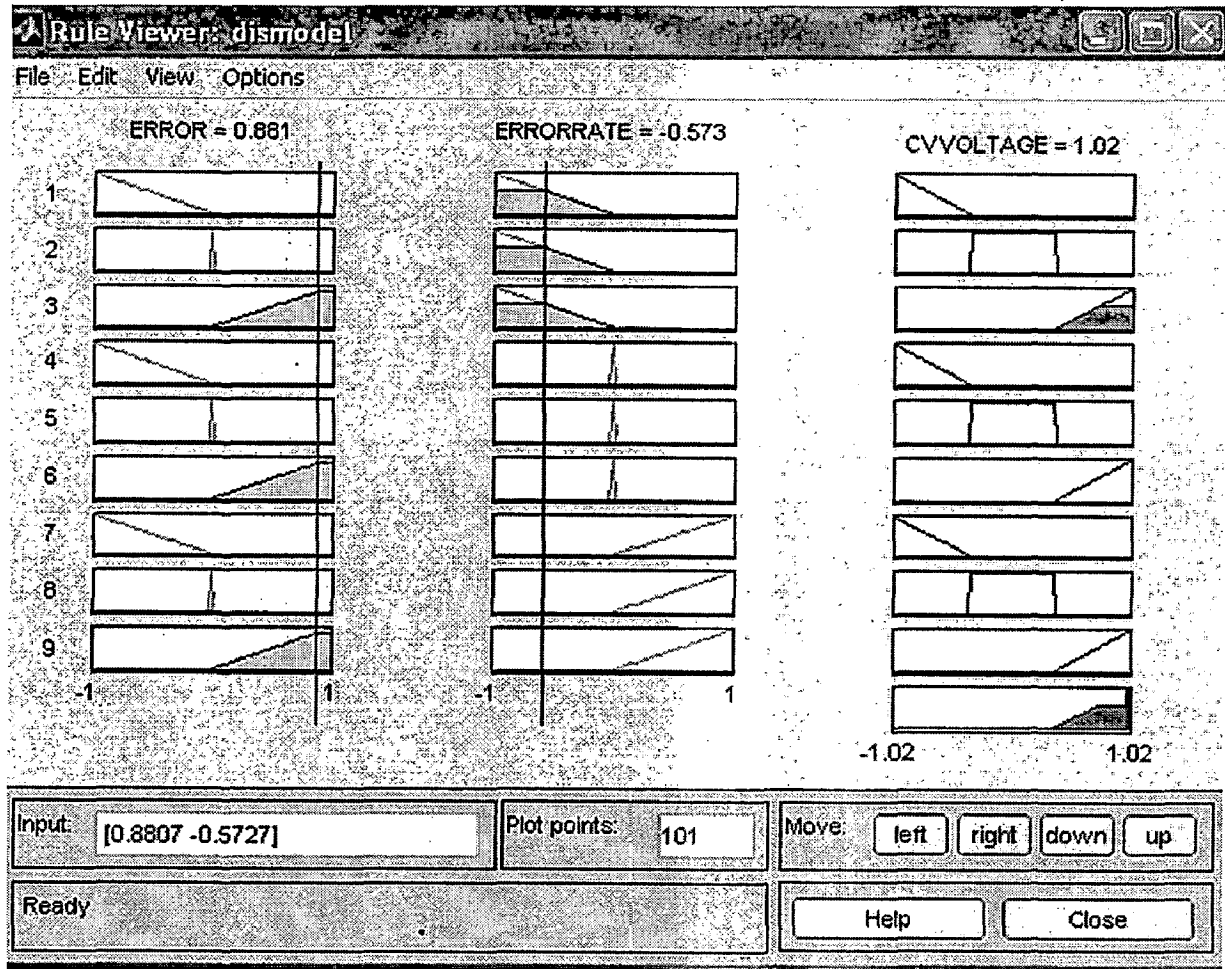 Rule Viewer: dismodel
File Edit View Options
ERROR = 0.881 ERRORRATE = -0.573 CVVOLTAGE = 1.02
1
2
3
4
5
6
7
8
9
-1 1 -1 1
-1.02 1.02
Input: [0.8807 -0.5727] Plot points: 101 Move: left right down up
Ready Help Close